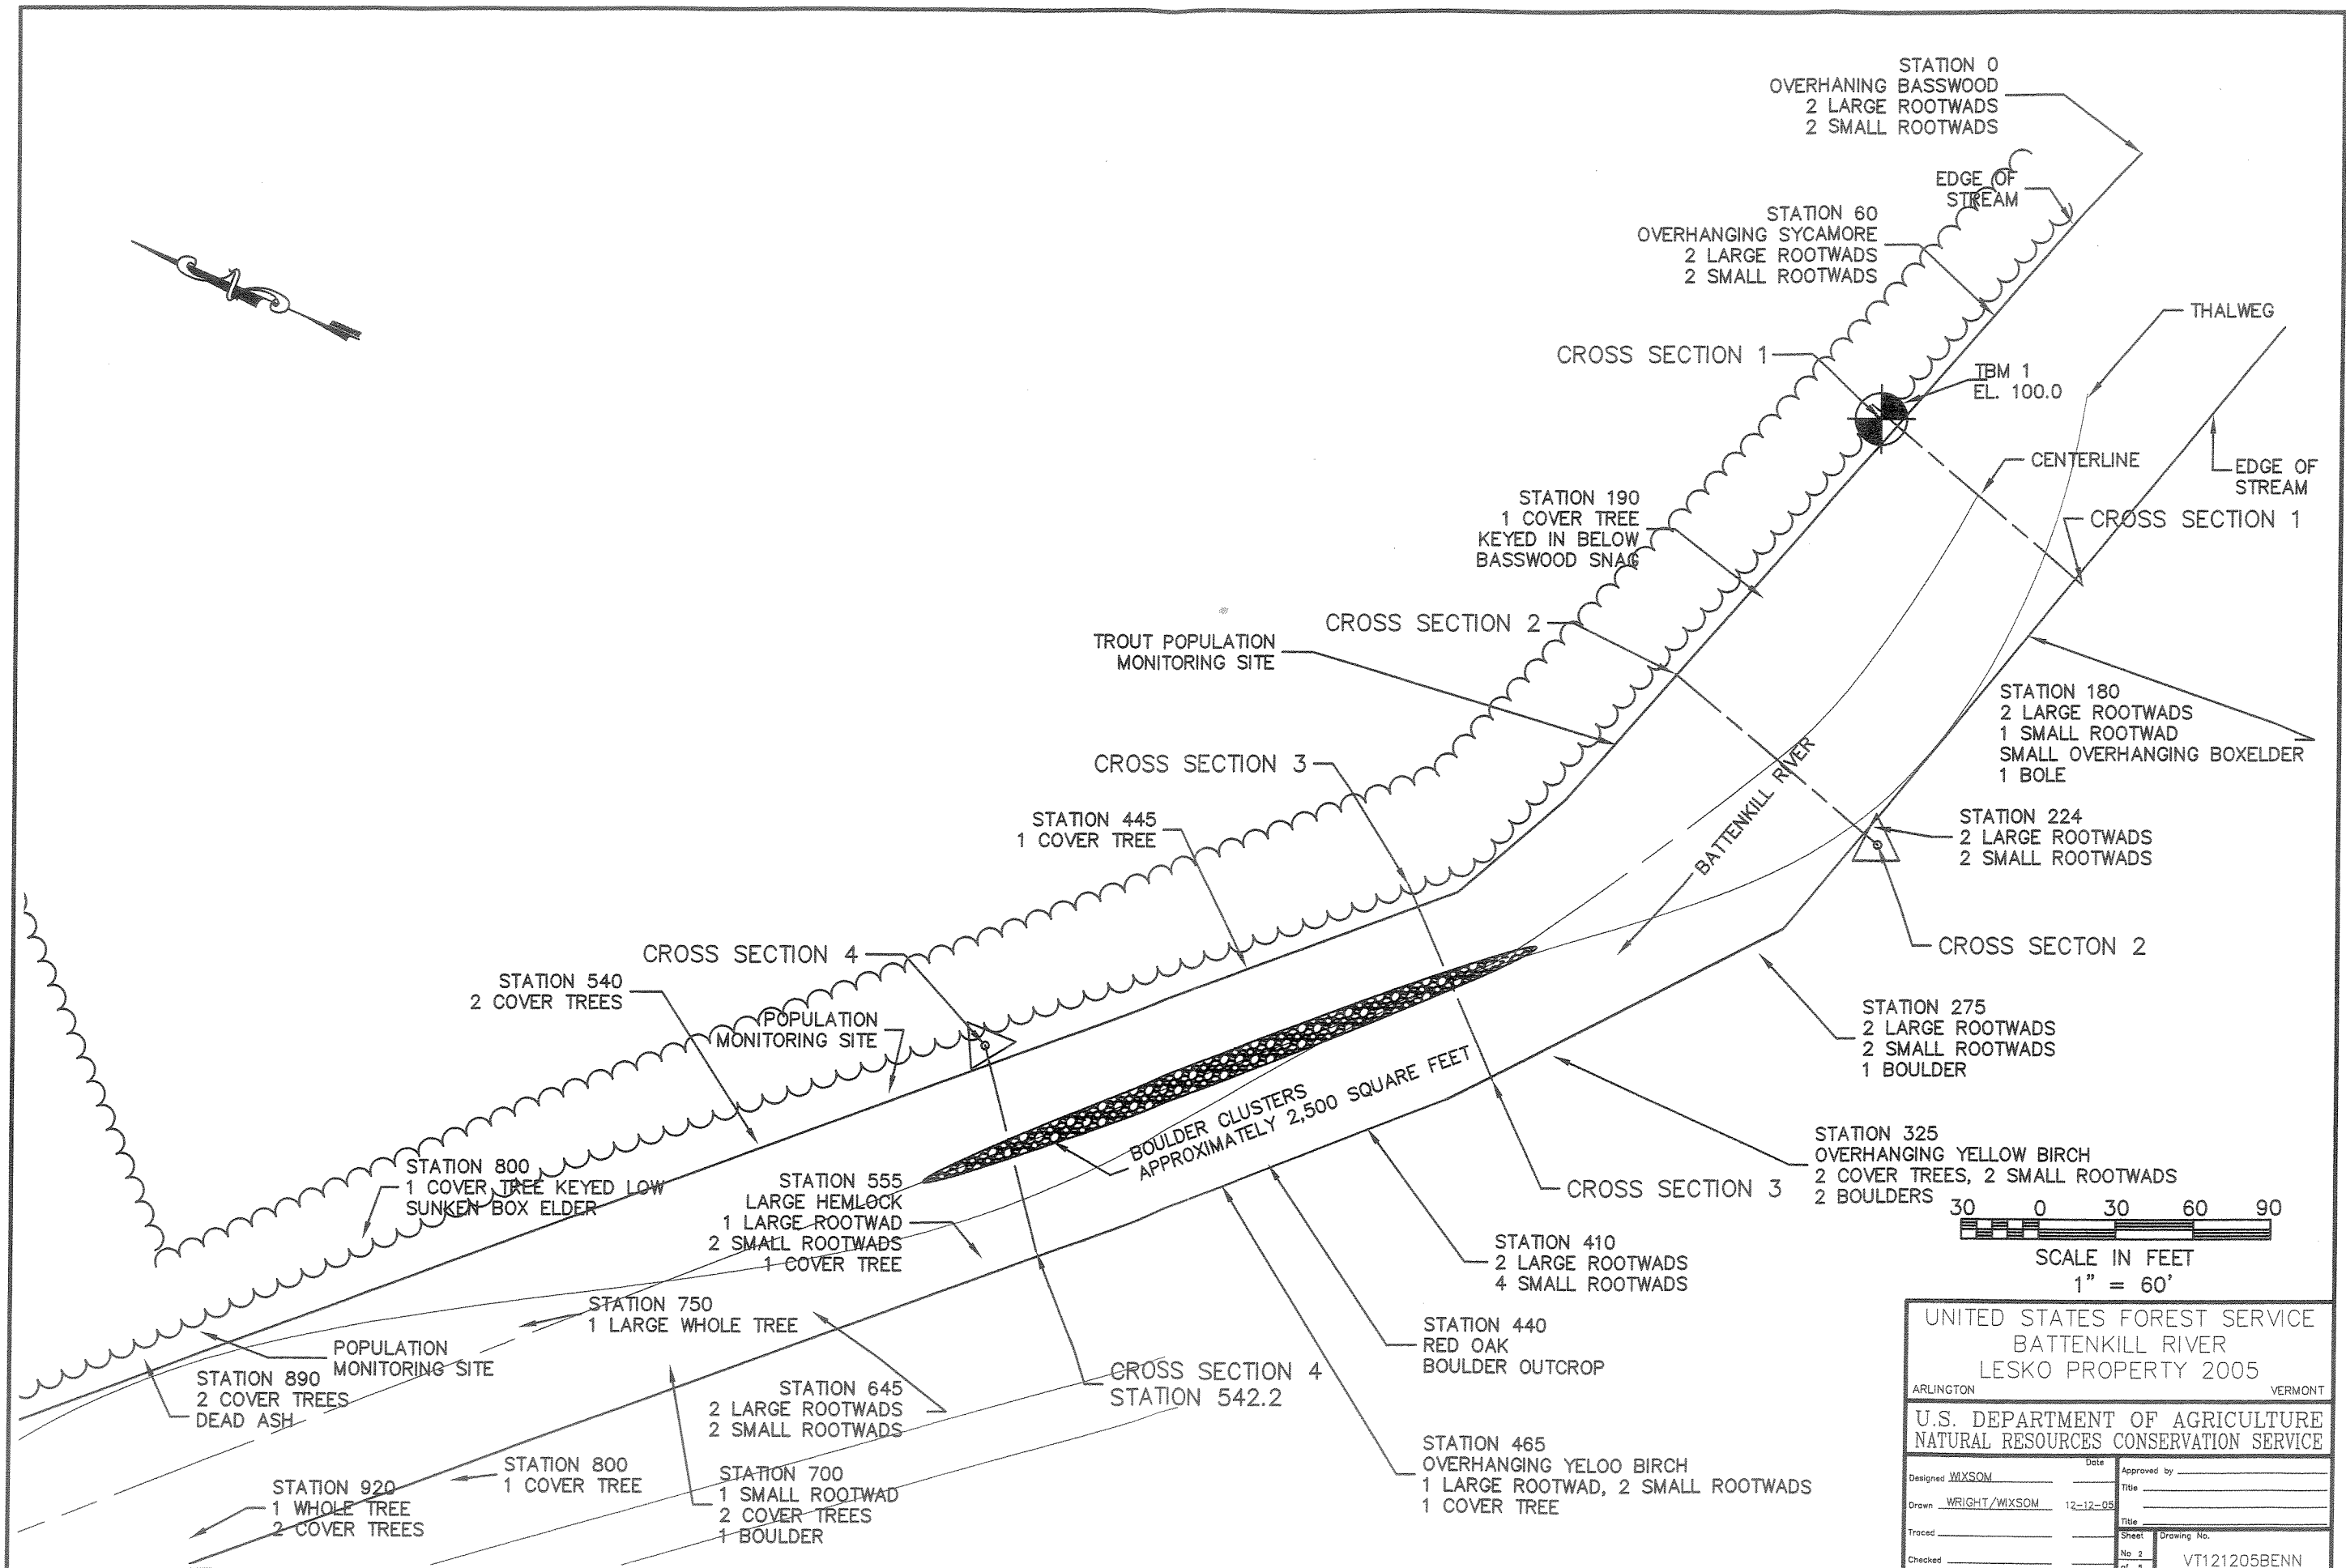 STATION 0
OVERHANING BASSWOOD
2 LARGE ROOTWADS
2 SMALL ROOTWADS
EDGE OF
STREAM
STATION 60
OVERHANGING SYCAMORE
2 LARGE ROOTWADS
2 SMALL ROOTWADS
THALWEG
CROSS SECTION 1
TBM 1
EL. 100.0
CENTERLINE
EDGE OF
STREAM
CROSS SECTION 1
STATION 190
1 COVER TREE
KEYED IN BELOW
BASSWOOD SNAG
CROSS SECTION 2
TROUT POPULATION
MONITORING SITE
STATION 180
2 LARGE ROOTWADS
1 SMALL ROOTWAD
SMALL OVERHANGING BOXELDER
1 BOLE
CROSS SECTION 3
BATTENKILL RIVER
STATION 445
1 COVER TREE
STATION 224
2 LARGE ROOTWADS
2 SMALL ROOTWADS
CROSS SECTON 2
CROSS SECTION 4
STATION 540
2 COVER TREES
POPULATION
MONITORING SITE
STATION 275
2 LARGE ROOTWADS
2 SMALL ROOTWADS
1 BOULDER
BOULDER CLUSTERS
APPROXIMATELY 2,500 SQUARE FEET
STATION 325
OVERHANGING YELLOW BIRCH
2 COVER TREES, 2 SMALL ROOTWADS
2 BOULDERS
STATION 800
1 COVER TREE KEYED LOW
SUNKEN BOX ELDER
STATION 555
LARGE HEMLOCK
1 LARGE ROOTWAD
2 SMALL ROOTWADS
1 COVER TREE
CROSS SECTION 3
30 0 30 60 90
SCALE IN FEET
1" = 60'
STATION 410
2 LARGE ROOTWADS
4 SMALL ROOTWADS
STATION 750
1 LARGE WHOLE TREE
STATION 440
RED OAK
BOULDER OUTCROP
POPULATION
MONITORING SITE
STATION 890
2 COVER TREES
DEAD ASH
STATION 645
2 LARGE ROOTWADS
2 SMALL ROOTWADS
CROSS SECTION 4
STATION 542.2
STATION 465
OVERHANGING YELOO BIRCH
1 LARGE ROOTWAD, 2 SMALL ROOTWADS
1 COVER TREE
STATION 800
1 COVER TREE
STATION 700
1 SMALL ROOTWAD
2 COVER TREES
1 BOULDER
STATION 920
1 WHOLE TREE
2 COVER TREES
UNITED STATES FOREST SERVICE
BATTENKILL RIVER
LESKO PROPERTY 2005
ARLINGTON VERMONT
U.S. DEPARTMENT OF AGRICULTURE
NATURAL RESOURCES CONSERVATION SERVICE
Date
Designed WIXSOM
Drawn WRIGHT/WIXSOM 12-12-05
Traced
Checked
Approved by
Title
Title
Sheet
No 2
Drawing No.
VT121205BENN